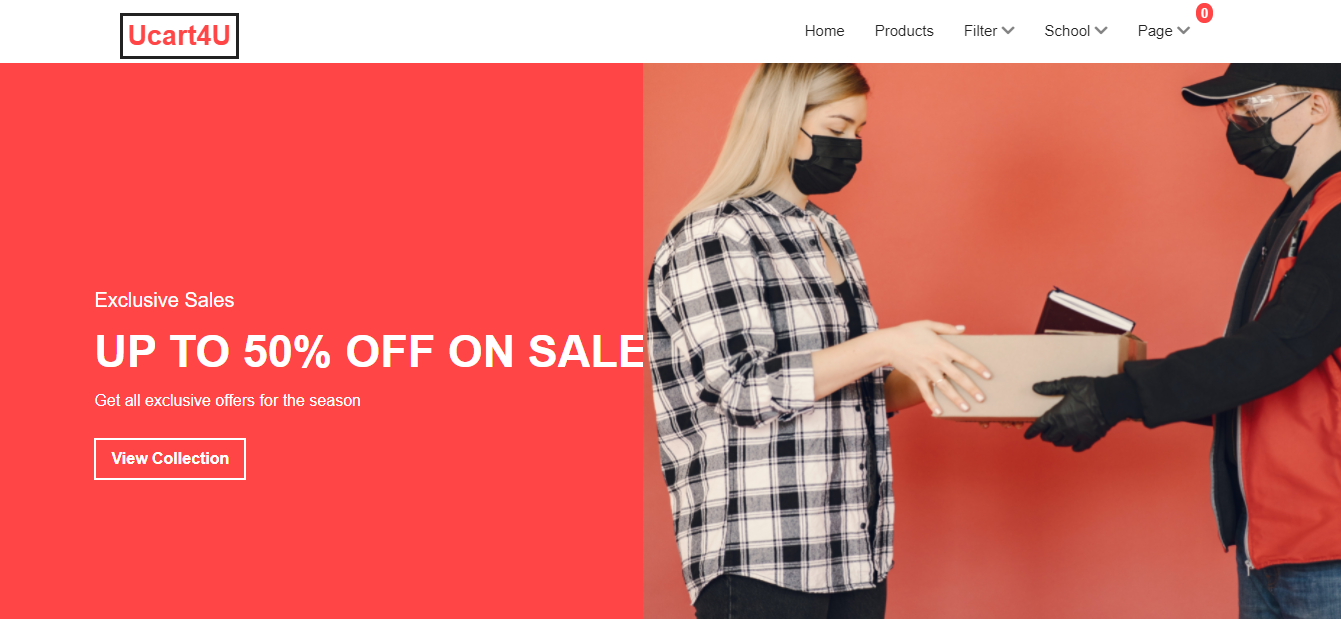 Ucart4U
Home Products Filter School Page 0
Exclusive Sales
UP TO 50% OFF ON SALE
Get all exclusive offers for the season
View Collection